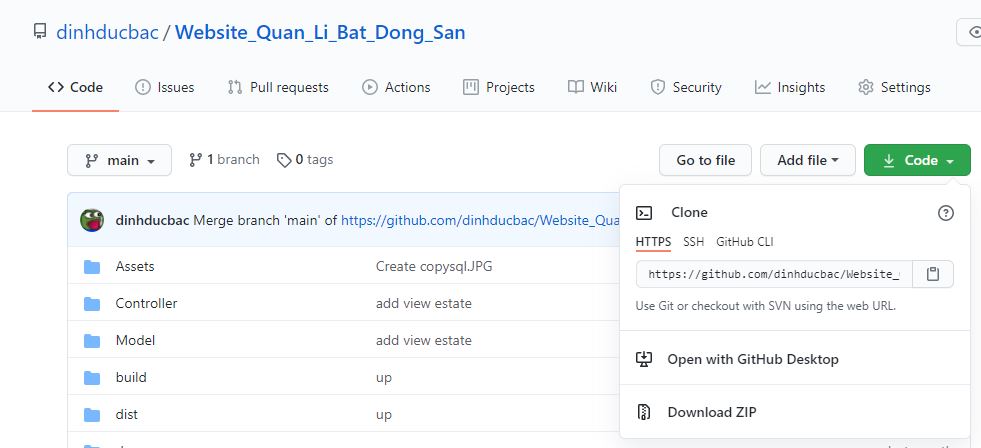 dinhducbac / Website_Quan_Li_Bat_Dong_San
Code Issues Pull requests Actions Projects Wiki Security Insights Settings
main 1 branch 0 tags Go to file Add file Code
dinhducbac Merge branch 'main' of https://github.com/dinhducbac/Website_Qua
Clone
HTTPS SSH GitHub CLI
https://github.com/dinhducbac/Website_
Use Git or checkout with SVN using the web URL.
Open with GitHub Desktop
Download ZIP
Assets Create copysql.JPG
Controller add view estate
Model add view estate
build up
dist up